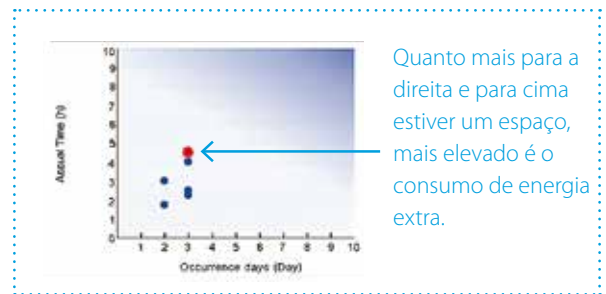 10
9
8
7
6
5
4
3
2
1
0
1 2 3 4 5 6 7 8 9 10
Actual Time (h)
Occurrence days (Day)
Quanto mais para a
direita e para cima
estiver um espaço,
mais elevado é o
consumo de energia
extra.